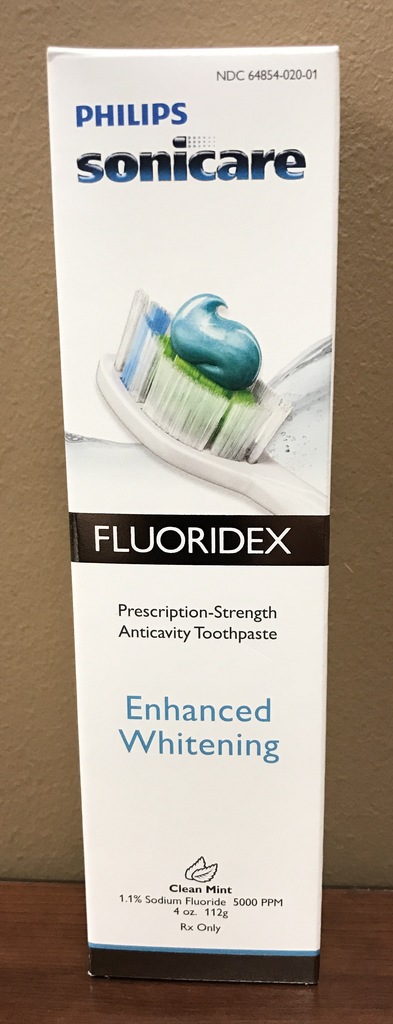 NDC 64854-020-01
PHILIPS
sonicare
FLUORIDEX
Prescription-Strength
Anticavity Toothpaste
Enhanced
Whitening
Clean Mint
1.1% Sodium Fluoride 5000 PPM
4 oz. 112g
Rx Only